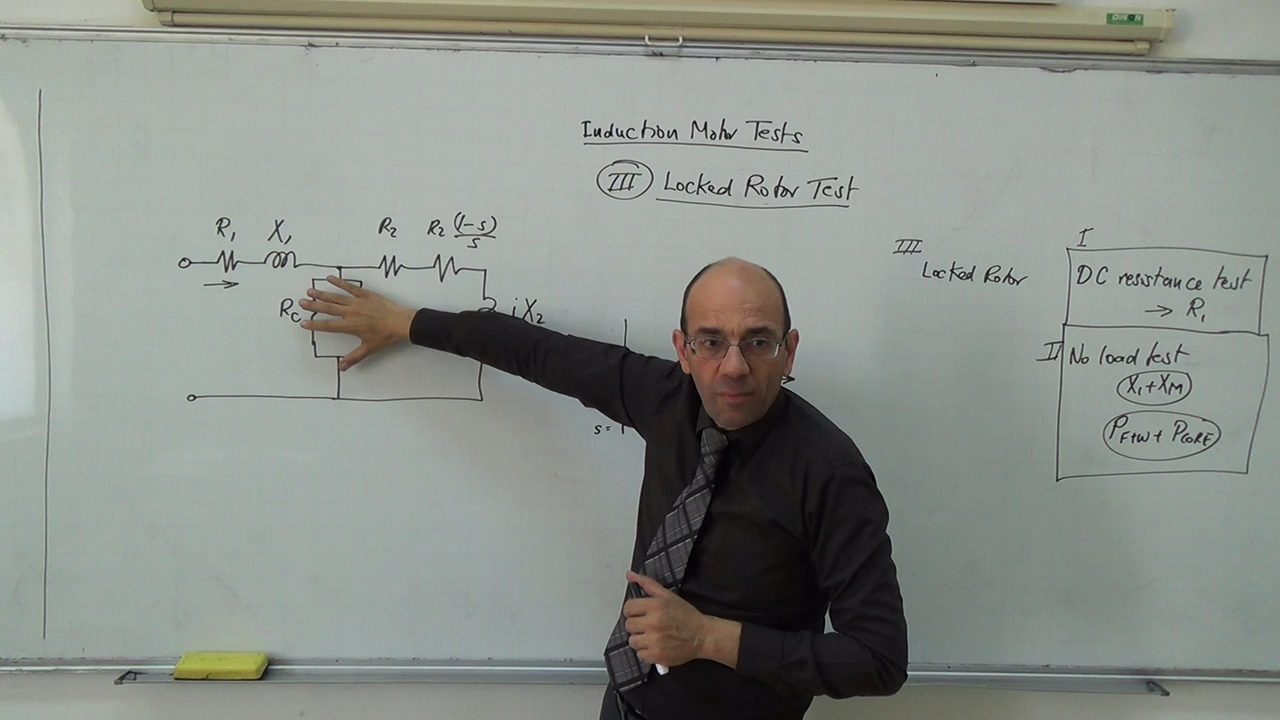 DINON
Induction Motor Tests
III Locked Rotor Test
R1 X1 R2 R2 (1-s)/s
RC
jX2
s=
III
Locked Rotor
I
DC resistance test
→ R1
II No load test
X1+XM
PF+W + PCORE